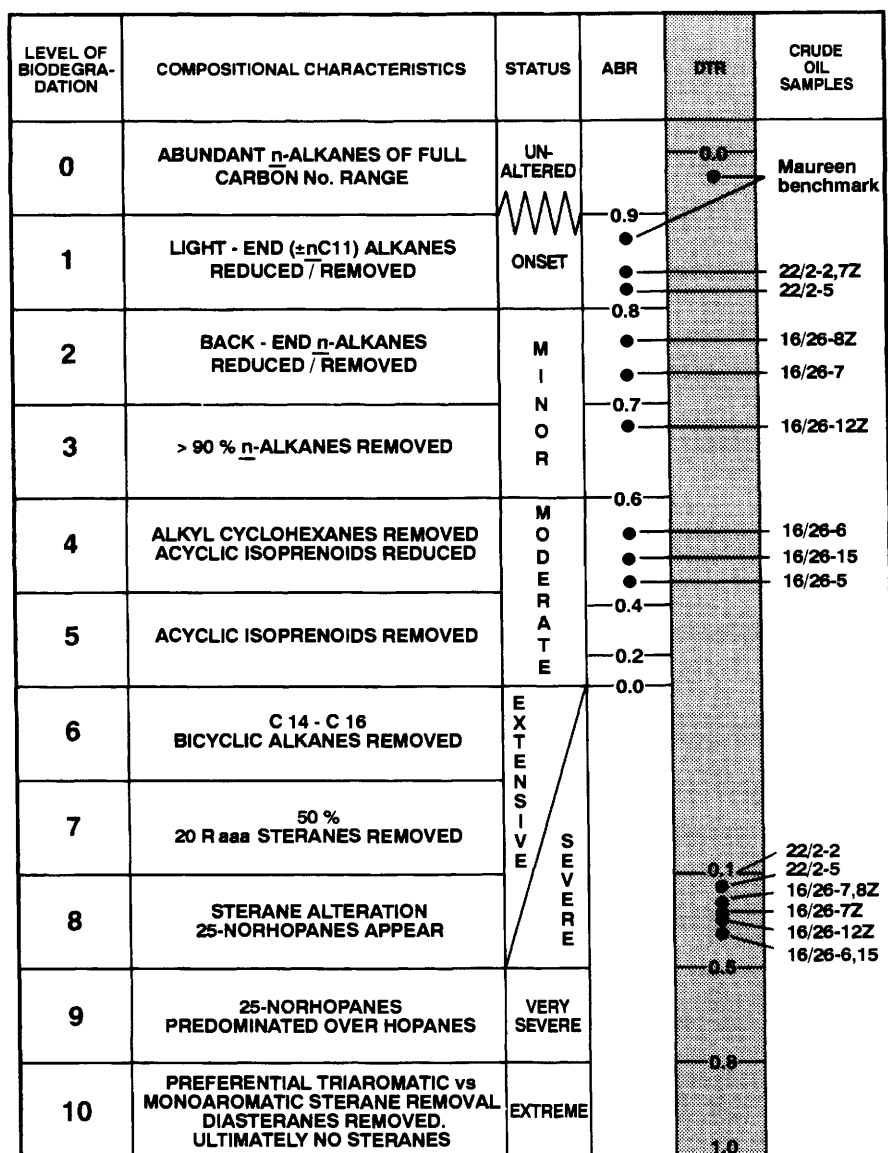 LEVEL OF
BIODEGRA-
DATION
COMPOSITIONAL CHARACTERISTICS
STATUS
ABR
DTR
CRUDE
OIL
SAMPLES
0
ABUNDANT n-ALKANES OF FULL
CARBON No. RANGE
UN-
ALTERED
0.0
Maureen
benchmark
0.9
1
LIGHT - END (±nC11) ALKANES
REDUCED / REMOVED
ONSET
22/2-2,7Z
22/2-5
0.8
2
BACK - END n-ALKANES
REDUCED / REMOVED
MINOR
16/26-8Z
16/26-7
0.7
3
> 90 % n-ALKANES REMOVED
16/26-12Z
0.6
4
ALKYL CYCLOHEXANES REMOVED
ACYCLIC ISOPRENOIDS REDUCED
MODERATE
16/26-6
16/26-15
16/26-5
0.4
5
ACYCLIC ISOPRENOIDS REMOVED
0.2
0.0
6
C 14 - C 16
BICYCLIC ALKANES REMOVED
EXTENSIVE
7
50 %
20 R aaa STERANES REMOVED
SEVERE
0.1
22/2-2
22/2-5
16/26-7,8Z
16/26-7Z
16/26-12Z
16/26-6,15
8
STERANE ALTERATION
25-NORHOPANES APPEAR
0.5
9
25-NORHOPANES
PREDOMINATED OVER HOPANES
VERY
SEVERE
0.8
10
PREFERENTIAL TRIAROMATIC vs
MONOAROMATIC STERANE REMOVAL
DIASTERANES REMOVED.
ULTIMATELY NO STERANES
EXTREME
1.0